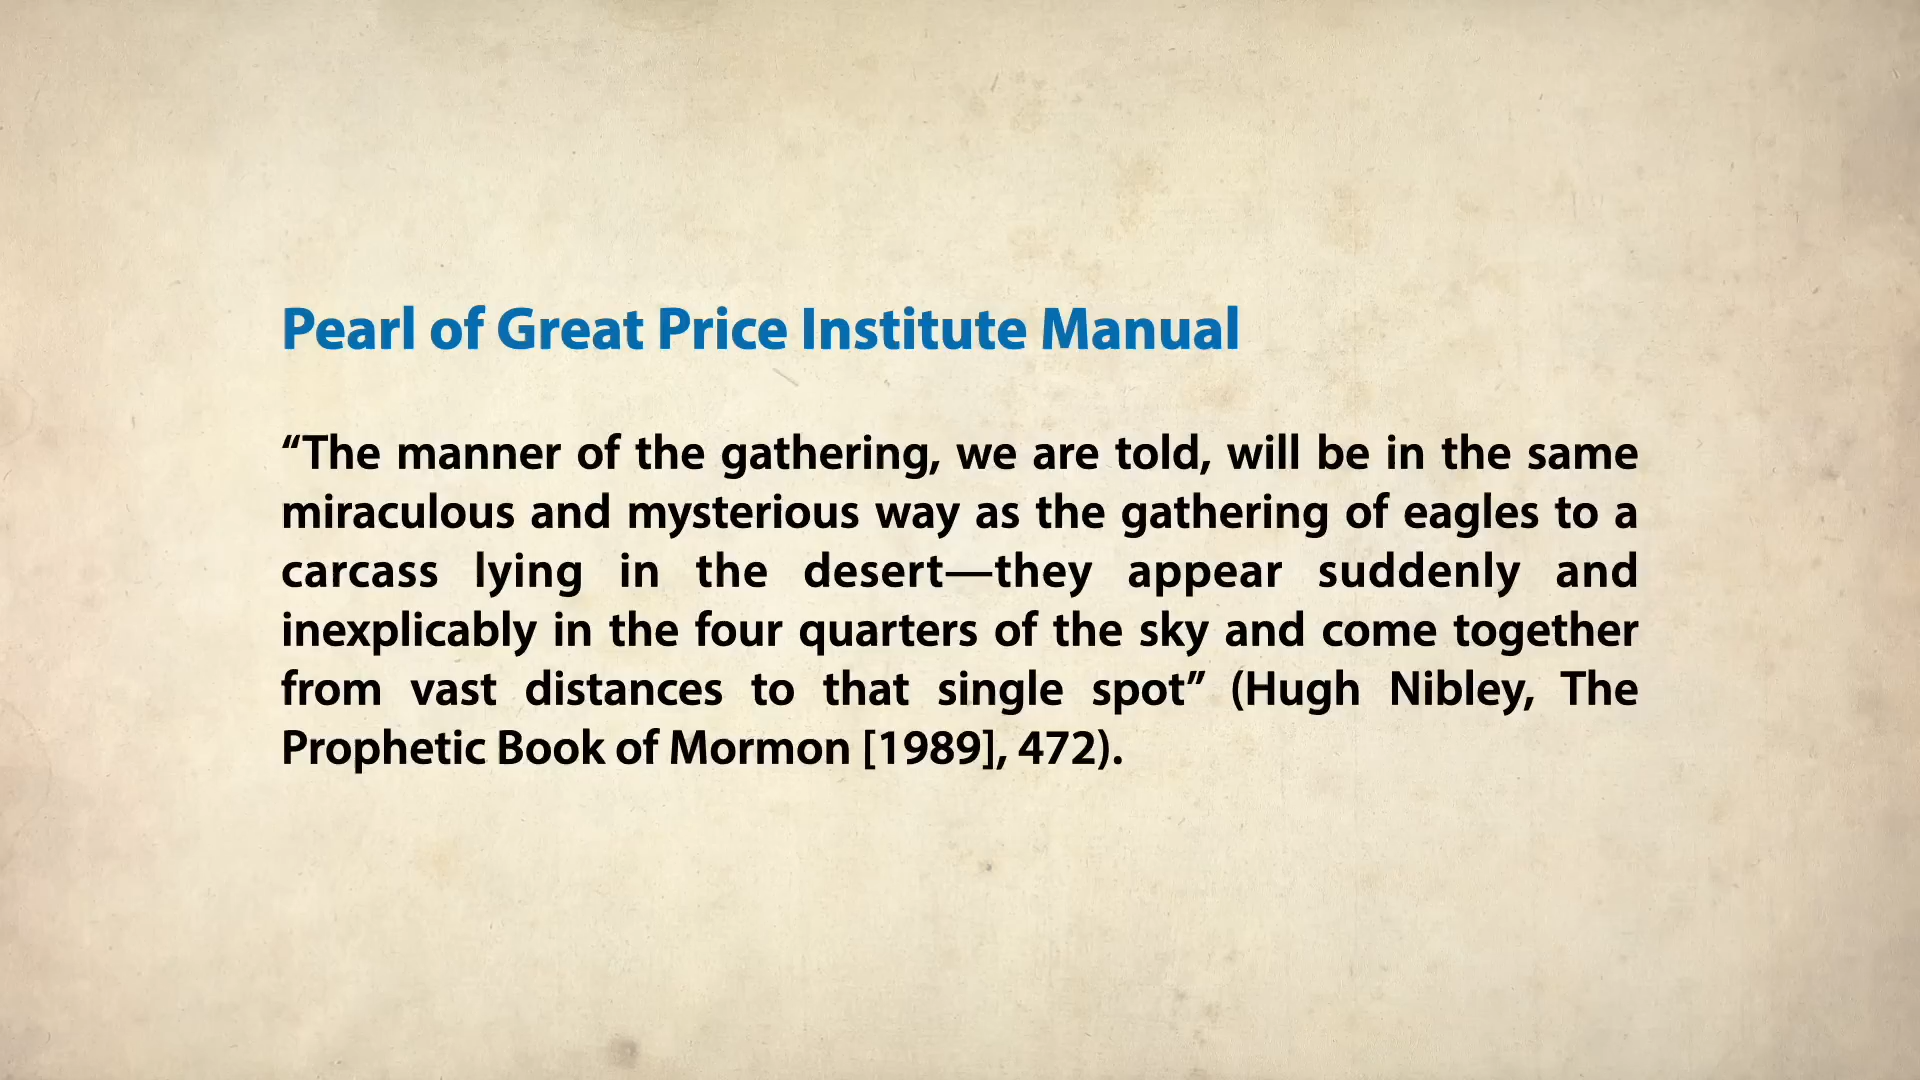 Pearl of Great Price Institute Manual
“The manner of the gathering, we are told, will be in the same
miraculous and mysterious way as the gathering of eagles to a
carcass lying in the desert—they appear suddenly and
inexplicably in the four quarters of the sky and come together
from vast distances to that single spot” (Hugh Nibley, The
Prophetic Book of Mormon [1989], 472).